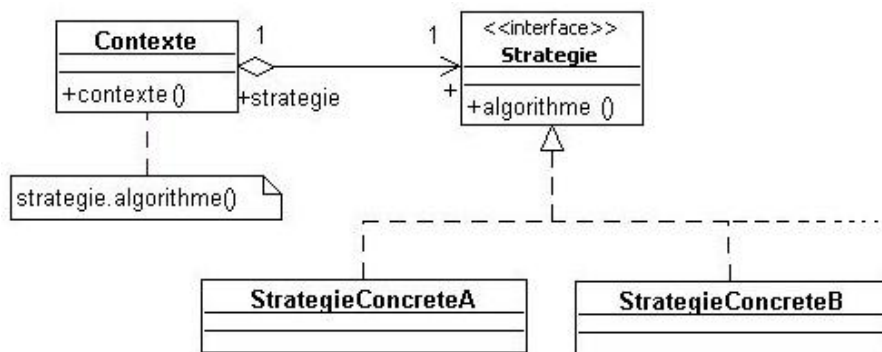 Contexte
+contexte()
1
1
+strategie
+
<<interface>>
Strategie
+algorithme ()
strategie.algorithme()
StrategieConcreteA
StrategieConcreteB